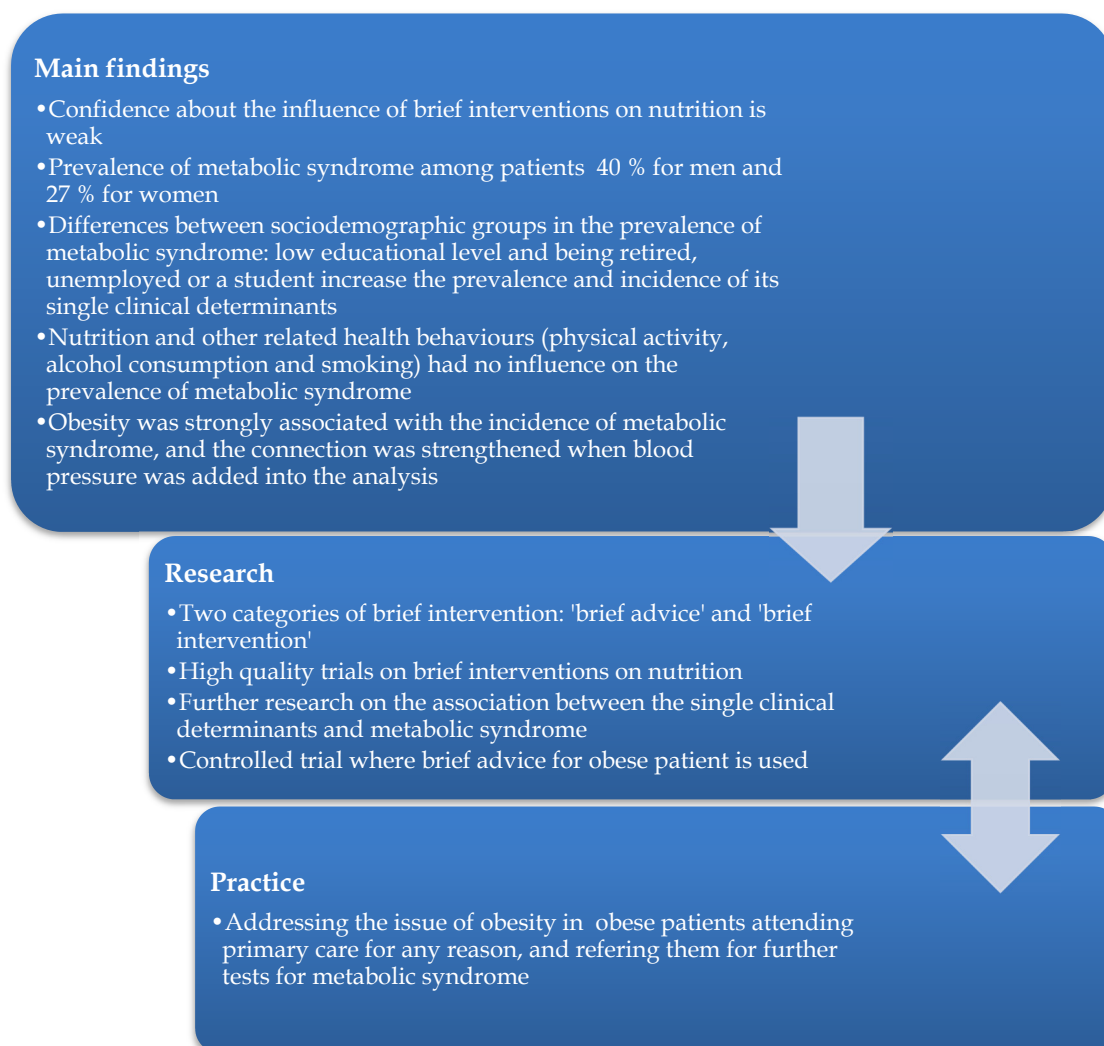 Main findings
•Confidence about the influence of brief interventions on nutrition is
weak
•Prevalence of metabolic syndrome among patients 40 % for men and
27 % for women
•Differences between sociodemographic groups in the prevalence of
metabolic syndrome: low educational level and being retired,
unemployed or a student increase the prevalence and incidence of its
single clinical determinants
•Nutrition and other related health behaviours (physical activity,
alcohol consumption and smoking) had no influence on the
prevalence of metabolic syndrome
•Obesity was strongly associated with the incidence of metabolic
syndrome, and the connection was strengthened when blood
pressure was added into the analysis
Research
•Two categories of brief intervention: 'brief advice' and 'brief
intervention'
•High quality trials on brief interventions on nutrition
•Further research on the association between the single clinical
determinants and metabolic syndrome
•Controlled trial where brief advice for obese patient is used
Practice
•Addressing the issue of obesity in obese patients attending
primary care for any reason, and refering them for further
tests for metabolic syndrome